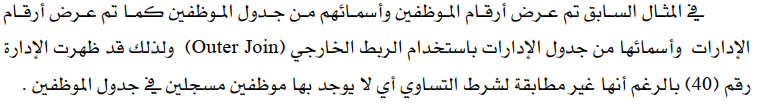 في المثال السابق تم عرض أرقام الموظفين وأسمائهم من جدول الموظفين كما تم عرض أرقام
الإدارات وأسمائها من جدول الإدارات باستخدام الربط الخارجي (Outer Join) ولذلك قد ظهرت الإدارة
رقم (40) بالرغم أنها غير مطابقة لشرط التساوي أي لا يوجد بها موظفين مسجلين في جدول الموظفين .